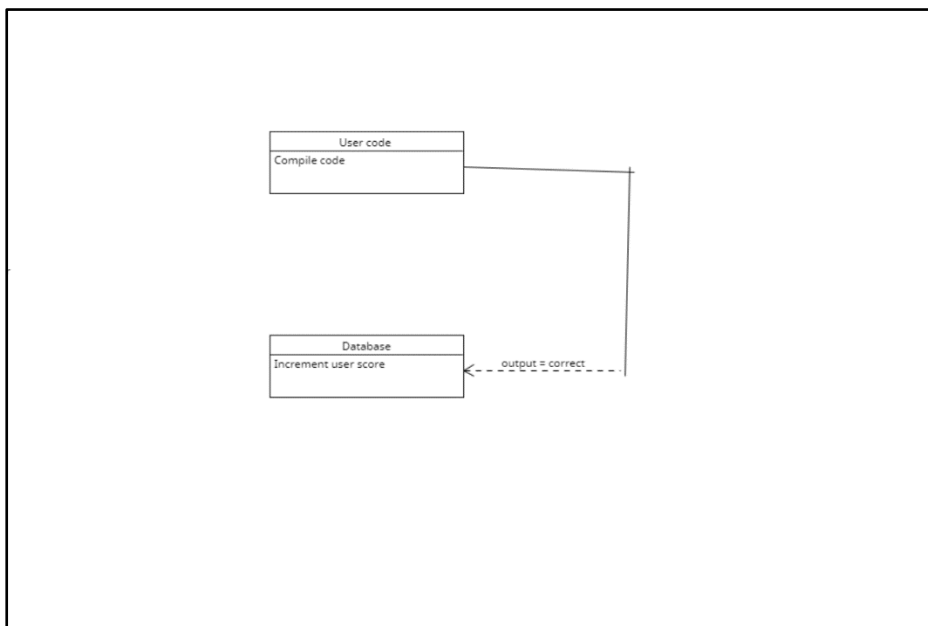 User code
Compile code
Database
Increment user score
output = correct